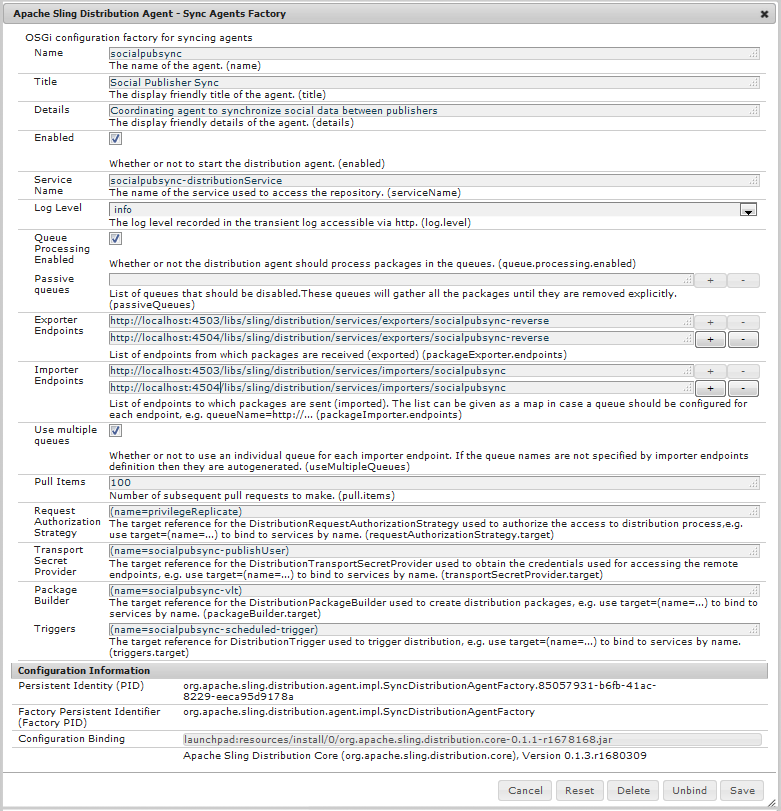 Apache Sling Distribution Agent - Sync Agents Factory
OSGi configuration factory for syncing agents
Name
socialpubsync
The name of the agent. (name)
Title
Social Publisher Sync
The display friendly title of the agent. (title)
Details
Coordinating agent to synchronize social data between publishers
The display friendly details of the agent. (details)
Enabled
Whether or not to start the distribution agent. (enabled)
Service
Name
socialpubsync-distributionService
The name of the service used to access the repository. (serviceName)
Log Level
info
The log level recorded in the transient log accessible via http. (log.level)
Queue
Processing
Enabled
Whether or not the distribution agent should process packages in the queues. (queue.processing.enabled)
Passive
queues
+ -
List of queues that should be disabled.These queues will gather all the packages until they are removed explicitly.
(passiveQueues)
Exporter
Endpoints
http://localhost:4503/libs/sling/distribution/services/exporters/socialpubsync-reverse + -
http://localhost:4504/libs/sling/distribution/services/exporters/socialpubsync-reverse + -
List of endpoints from which packages are received (exported) (packageExporter.endpoints)
Importer
Endpoints
http://localhost:4503/libs/sling/distribution/services/importers/socialpubsync + -
http://localhost:4504/libs/sling/distribution/services/importers/socialpubsync + -
List of endpoints to which packages are sent (imported). The list can be given as a map in case a queue should be configured for
each endpoint, e.g. queueName=http://... (packageImporter.endpoints)
Use multiple
queues
Whether or not to use an individual queue for each importer endpoint. If the queue names are not specified by importer endpoints
definition then they are autogenerated. (useMultipleQueues)
Pull Items
100
Number of subsequent pull requests to make. (pull.items)
Request
Authorization
Strategy
(name=privilegeReplicate)
The target reference for the DistributionRequestAuthorizationStrategy used to authorize the access to distribution process,e.g.
use target=(name=...) to bind to services by name. (requestAuthorizationStrategy.target)
Transport
Secret
Provider
(name=socialpubsync-publishUser)
The target reference for the DistributionTransportSecretProvider used to obtain the credentials used for accessing the remote
endpoints, e.g. use target=(name=...) to bind to services by name. (transportSecretProvider.target)
Package
Builder
(name=socialpubsync-vlt)
The target reference for the DistributionPackageBuilder used to create distribution packages, e.g. use target=(name=...) to bind to
services by name. (packageBuilder.target)
Triggers
(name=socialpubsync-scheduled-trigger)
The target reference for DistributionTrigger used to trigger distribution, e.g. use target=(name=...) to bind to services by name.
(triggers.target)
Configuration Information
Persistent Identity (PID)
org.apache.sling.distribution.agent.impl.SyncDistributionAgentFactory.85057931-b6fb-41ac-
8229-eeca95d9178a
Factory Persistent Identifier
(Factory PID)
org.apache.sling.distribution.agent.impl.SyncDistributionAgentFactory
Configuration Binding
launchpad:resources/install/0/org.apache.sling.distribution.core-0.1.1-r1678168.jar
Apache Sling Distribution Core (org.apache.sling.distribution.core), Version 0.1.3.r1680309
Cancel Reset Delete Unbind Save